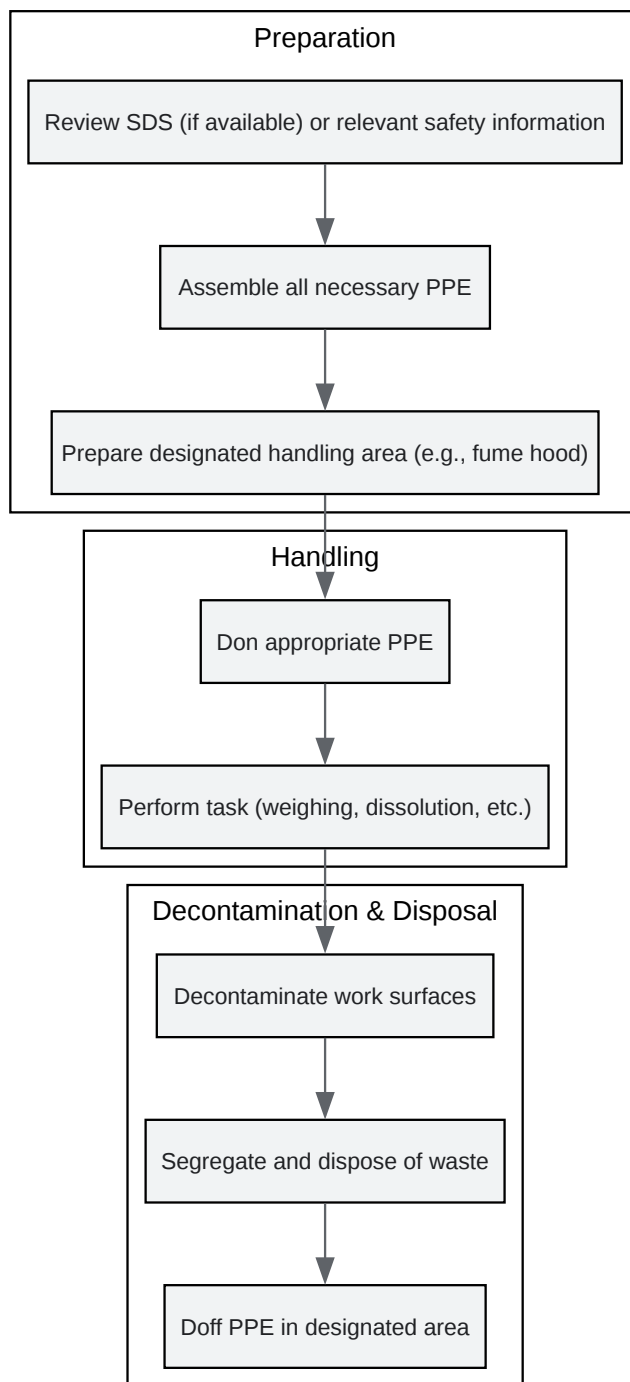 Preparation
Review SDS (if available) or relevant safety information
Assemble all necessary PPE
Prepare designated handling area (e.g., fume hood)
Handling
Don appropriate PPE
Perform task (weighing, dissolution, etc.)
Decontamination & Disposal
Decontaminate work surfaces
Segregate and dispose of waste
Doff PPE in designated area